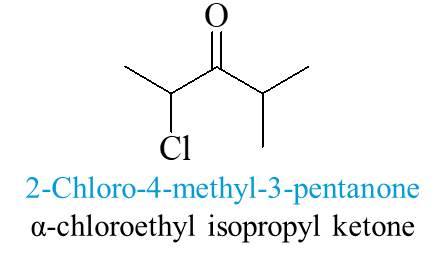 O
Cl
2-Chloro-4-methyl-3-pentanone
α-chloroethyl isopropyl ketone